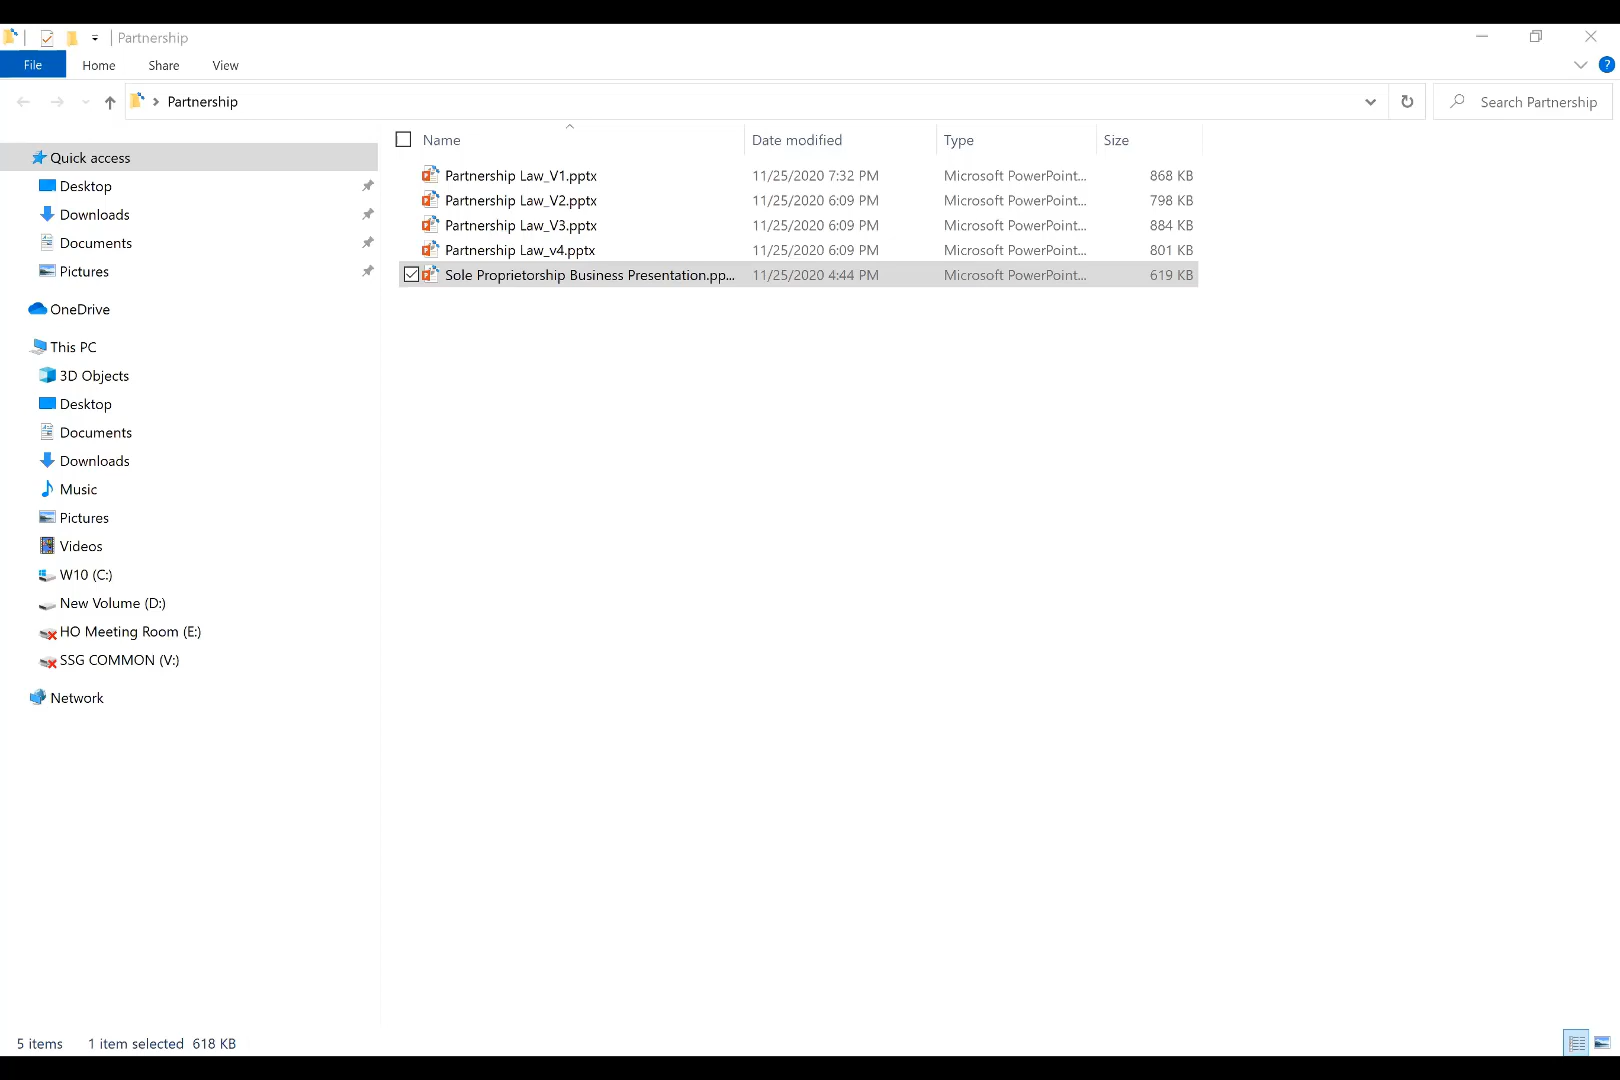 Partnership
File Home Share View
Partnership
Search Partnership
Name Date modified Type Size
Quick access
Desktop
Downloads
Documents
Pictures
OneDrive
This PC
3D Objects
Desktop
Documents
Downloads
Music
Pictures
Videos
W10 (C:)
New Volume (D:)
HO Meeting Room (E:)
SSG COMMON (V:)
Network
Partnership Law_V1.pptx 11/25/2020 7:32 PM Microsoft PowerPoint... 868 KB
Partnership Law_V2.pptx 11/25/2020 6:09 PM Microsoft PowerPoint... 798 KB
Partnership Law_V3.pptx 11/25/2020 6:09 PM Microsoft PowerPoint... 884 KB
Partnership Law_v4.pptx 11/25/2020 6:09 PM Microsoft PowerPoint... 801 KB
Sole Proprietorship Business Presentation.pp... 11/25/2020 4:44 PM Microsoft PowerPoint... 619 KB
5 items 1 item selected 618 KB